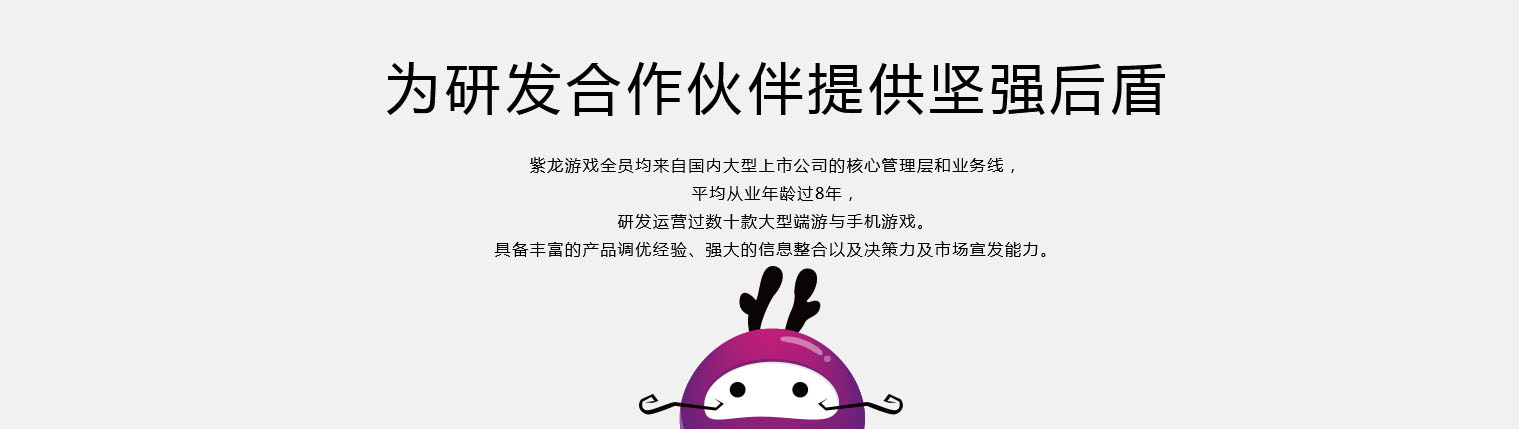 为研发合作伙伴提供坚强后盾
紫龙游戏全员均来自国内大型上市公司的核心管理层和业务线，
平均从业年龄过8年，
研发运营过数十款大型端游与手机游戏。
具备丰富的产品调优经验、强大的信息整合以及决策力及市场宣发能力。